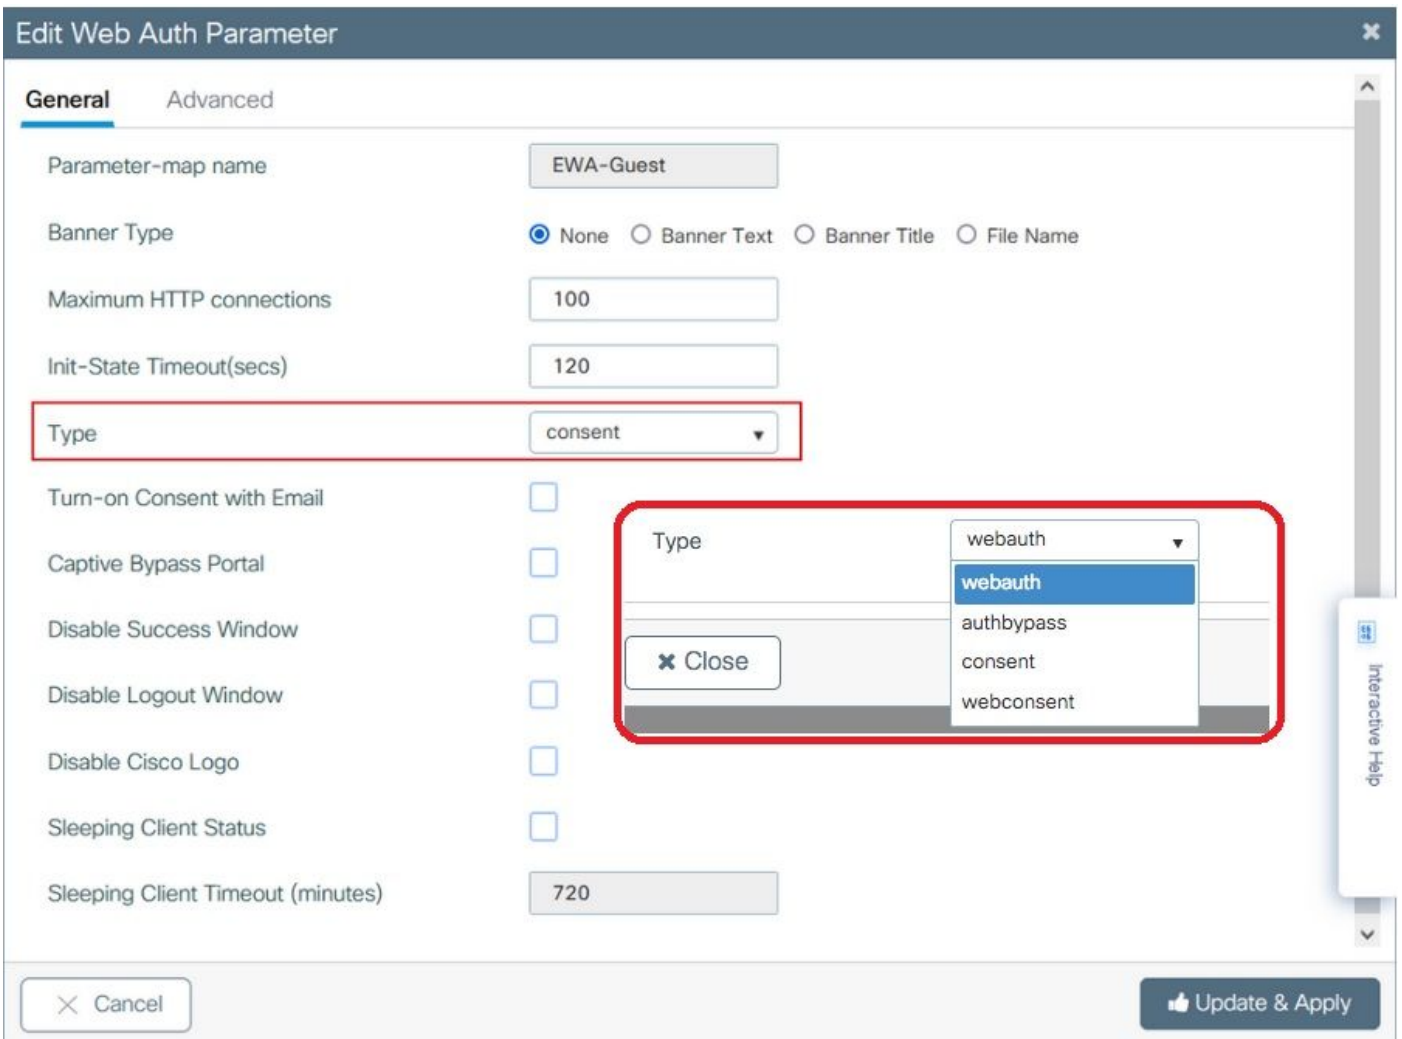 Edit Web Auth Parameter
General Advanced
Parameter-map name EWA-Guest
Banner Type None Banner Text Banner Title File Name
Maximum HTTP connections 100
Init-State Timeout(secs) 120
Type consent
Turn-on Consent with Email
Captive Bypass Portal
Disable Success Window
Disable Logout Window
Disable Cisco Logo
Sleeping Client Status
Sleeping Client Timeout (minutes) 720
Type webauth
webauth
authbypass
consent
webconsent
Close
Interactive Help
Cancel
Update & Apply